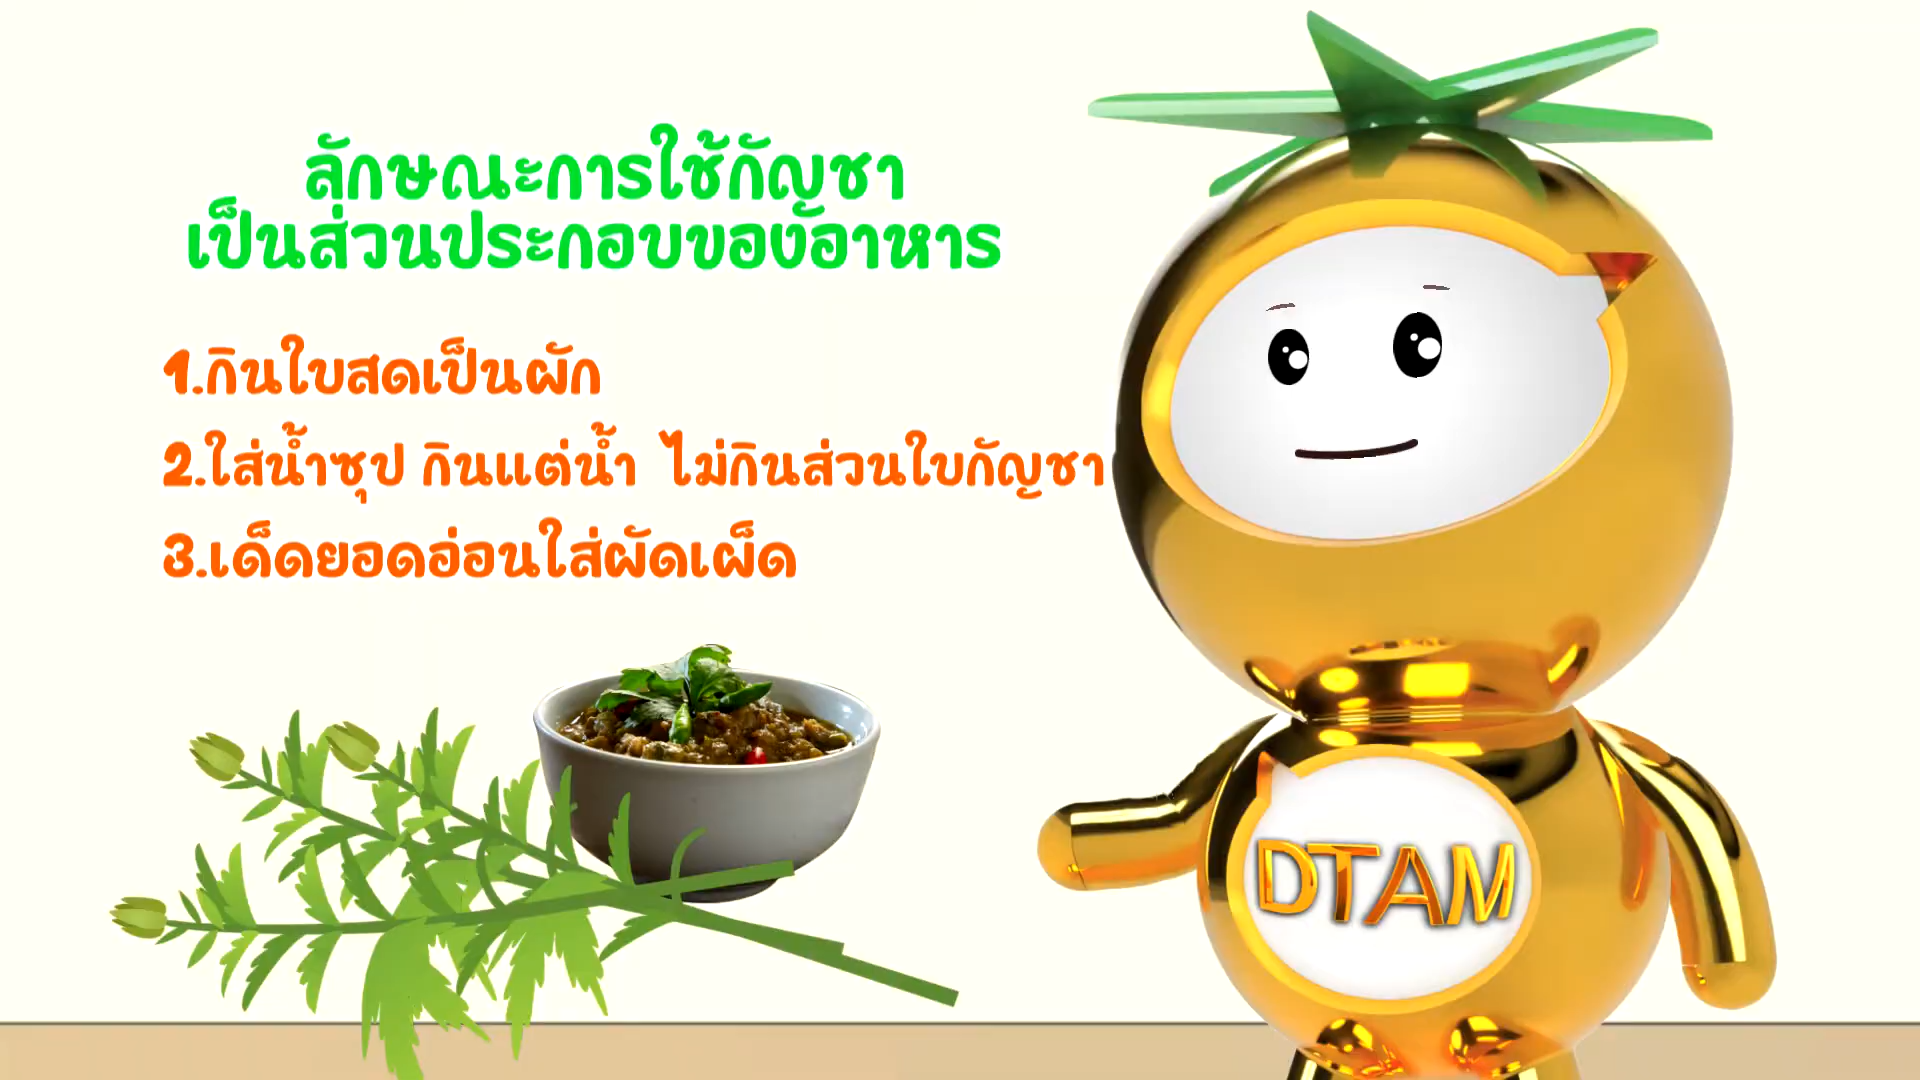 ลักษณะการใช้กัญชา
เป็นส่วนประกอบของอาหาร
1.กินใบสดเป็นผัก
2.ใส่น้ำซุป กินแต่น้ำ ไม่กินส่วนใบกัญชา
3.เด็ดยอดอ่อนใส่ผัดเผ็ด
DTAM